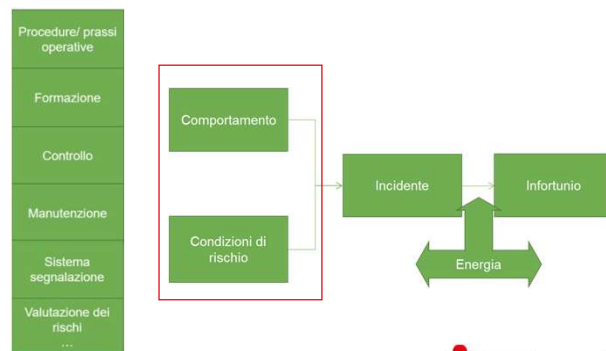 Procedure/ prassi
operative
Formazione
Controllo
Manutenzione
Sistema
segnalazione
Valutazione dei
rischi
...
Comportamento
Condizioni di
rischio
Incidente
Infortunio
Energia